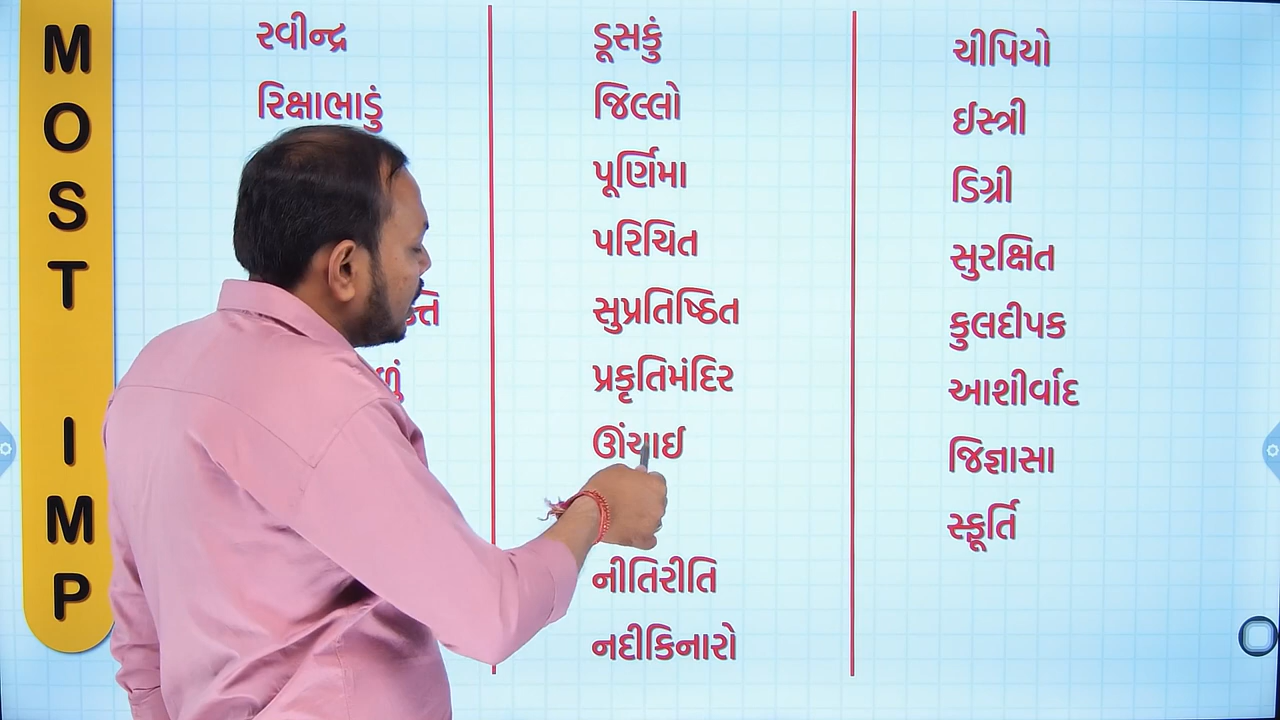 MOST IMP
રવીન્દ્ર
રિક્ષાભાડું
ડૂસકું
જિલ્લો
પૂર્ણિમા
પરિચિત
સુપ્રતિષ્ઠિત
પ્રકૃતિમંદિર
ઊંચાઈ
નીતિરીતિ
નદીકિનારો
ચીપિયો
ઈસ્ત્રી
ડિગ્રી
સુરક્ષિત
કુલદીપક
આશીર્વાદ
જિજ્ઞાસા
સ્ફૂર્તિ